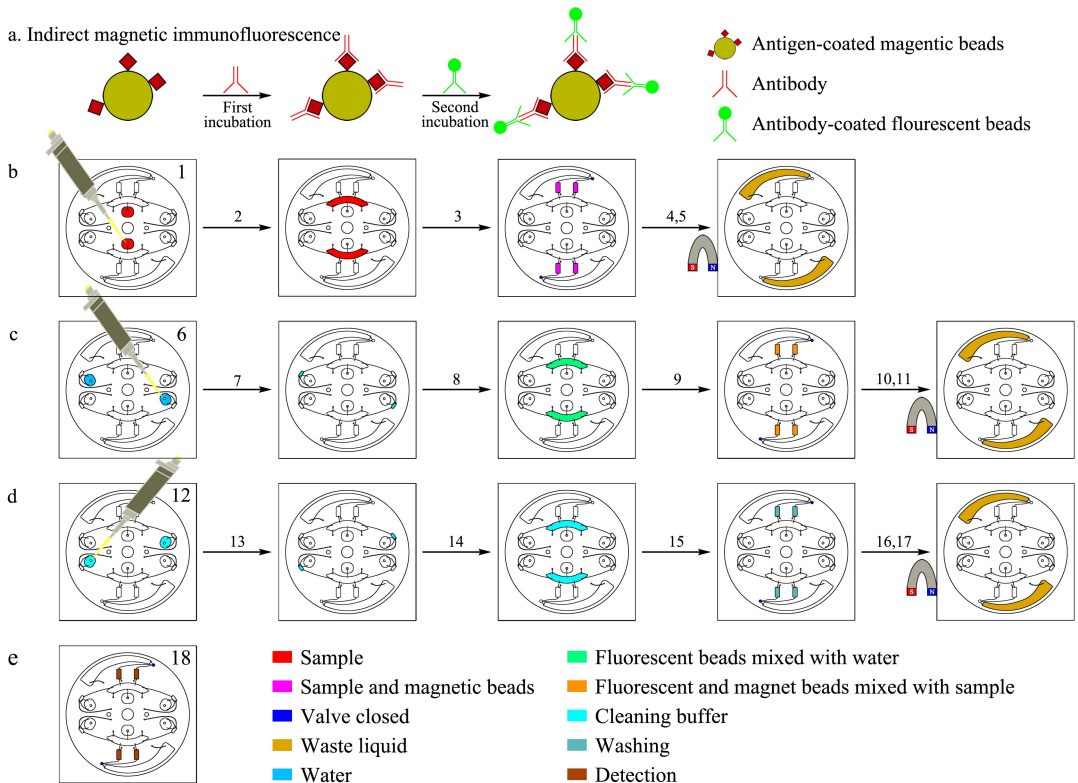 a. Indirect magnetic immunofluorescence
First
incubation
Second
incubation
Antigen-coated magentic beads
Antibody
Antibody-coated flourescent beads
b
1
2
3
4,5
S
N
c
6
7
8
9
10,11
S
N
d
12
13
14
15
16,17
S
N
e
18
Sample
Sample and magnetic beads
Valve closed
Waste liquid
Water
Fluorescent beads mixed with water
Fluorescent and magnet beads mixed with sample
Cleaning buffer
Washing
Detection